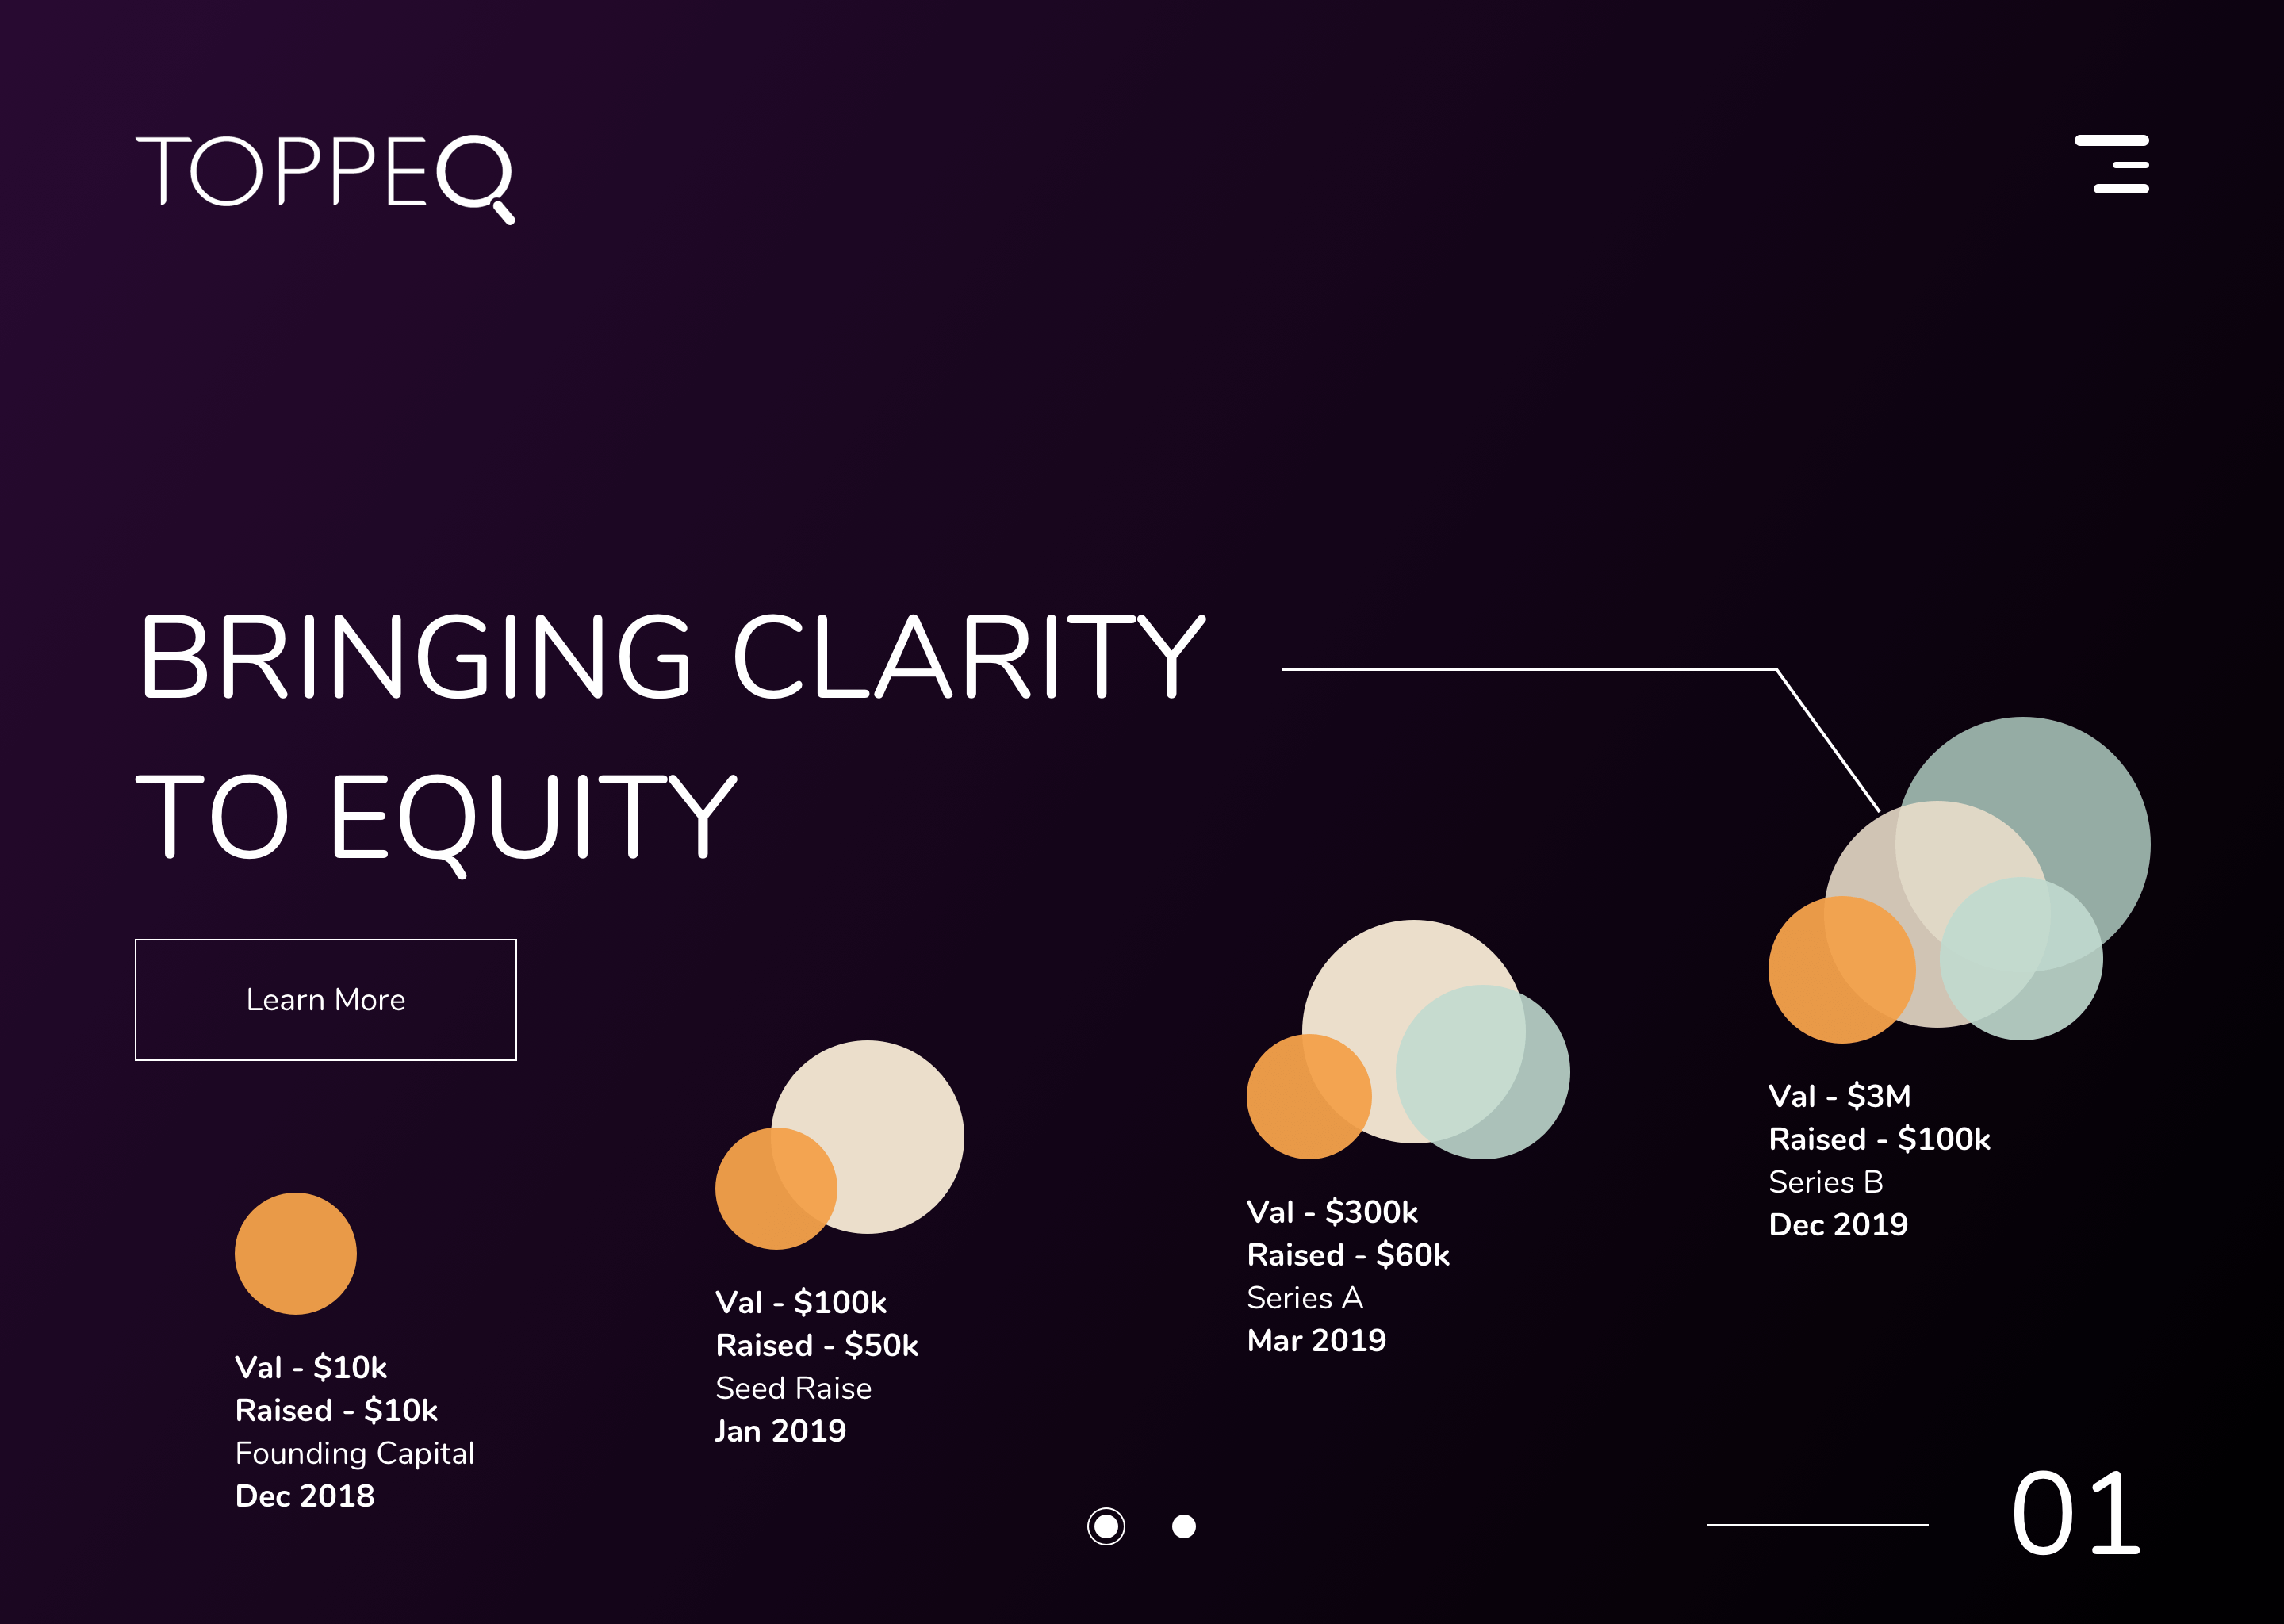 TOPPEQ
BRINGING CLARITY
TO EQUITY
Learn More
Val - $10k
Raised - $10k
Founding Capital
Dec 2018
Val - $100k
Raised - $50k
Seed Raise
Jan 2019
Val - $300k
Raised - $60k
Series A
Mar 2019
Val - $3M
Raised - $100k
Series B
Dec 2019
01